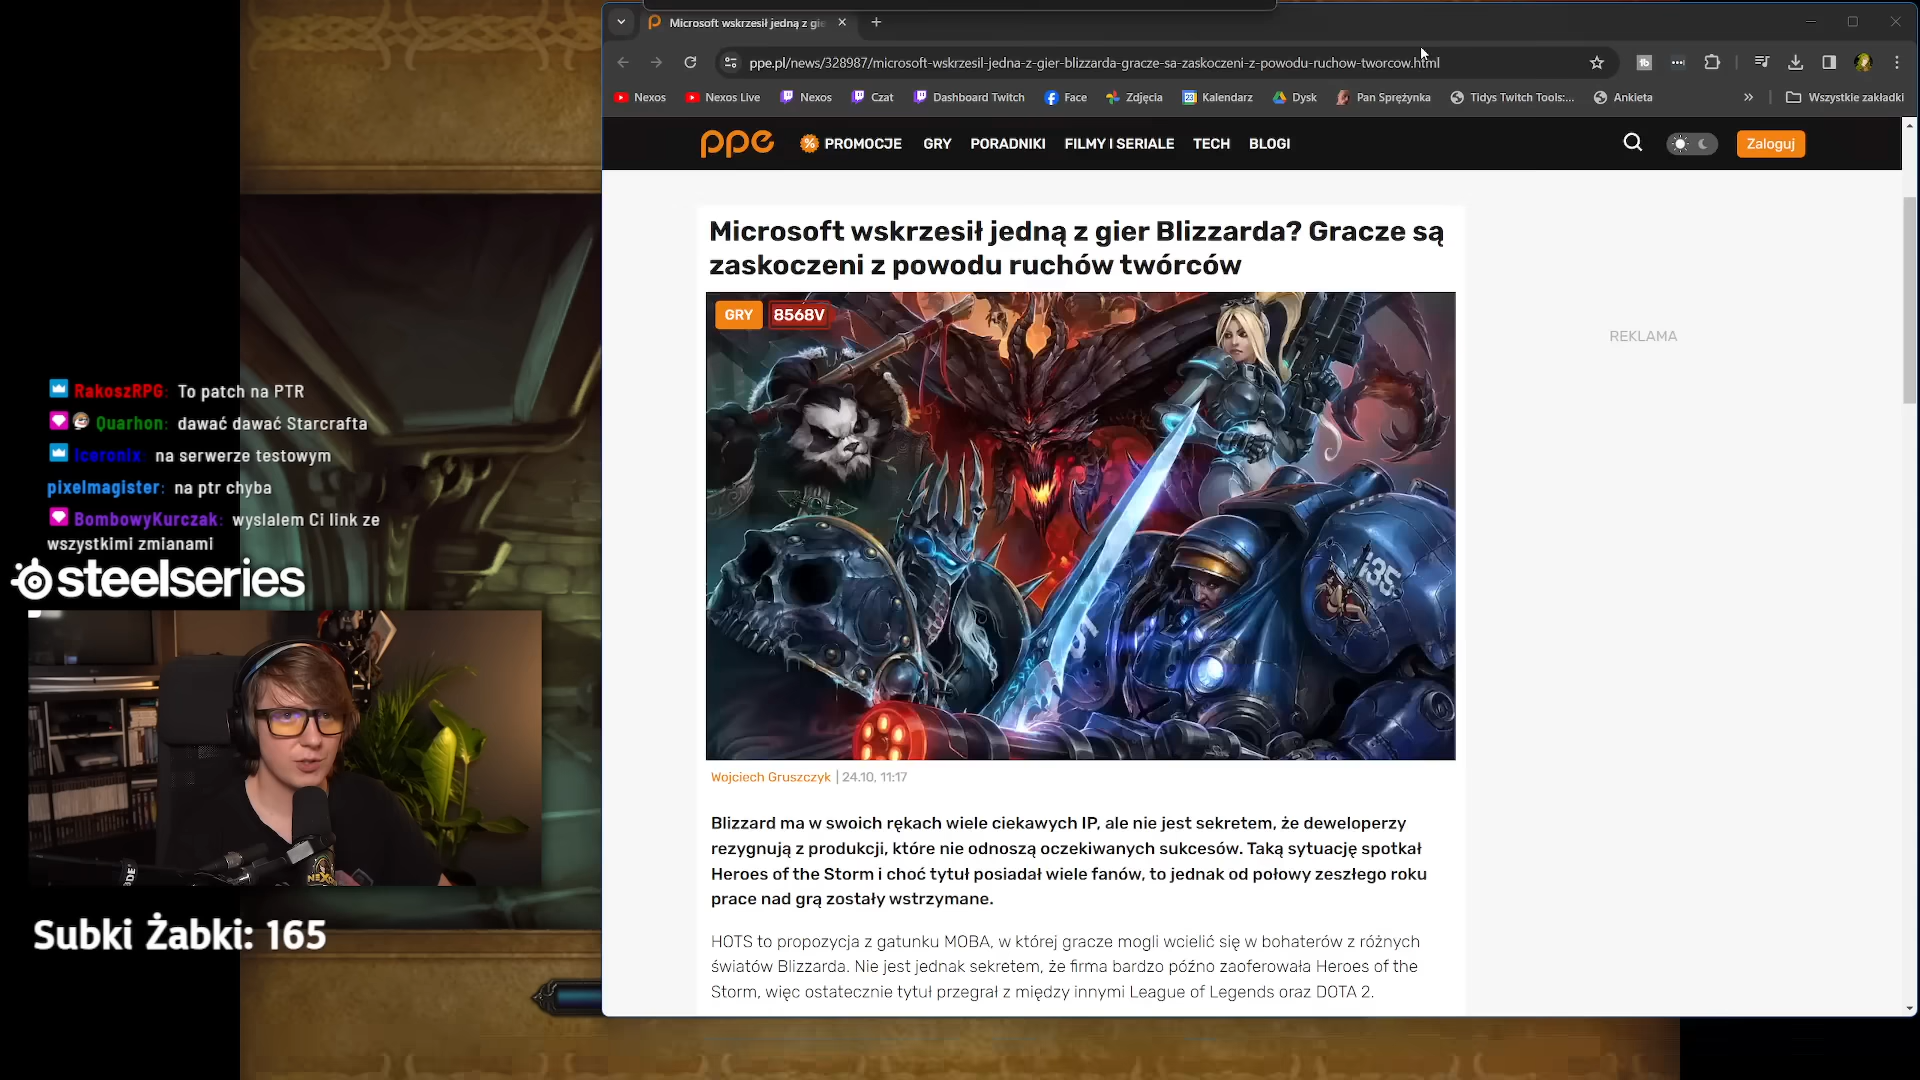 Microsoft wskrzesił jedną z gie
ppe.pl/news/328987/microsoft-wskrzesil-jedna-z-gier-blizzarda-gracze-sa-zaskoczeni-z-powodu-ruchow-tworcow.html
Nexos
Nexos Live
Nexos
Czat
Dashboard Twitch
Face
Zdjęcia
Kalendarz
Dysk
Pan Sprężynka
Tidys Twitch Tools:...
Ankieta
Wszystkie zakładki
ppe
PROMOCJE
GRY
PORADNIKI
FILMY I SERIALE
TECH
BLOGI
Zaloguj
Microsoft wskrzesił jedną z gier Blizzarda? Gracze są
zaskoczeni z powodu ruchów twórców
GRY
8568V
REKLAMA
Wojciech Gruszczyk | 24.10, 11:17
Blizzard ma w swoich rękach wiele ciekawych IP, ale nie jest sekretem, że deweloperzy
rezygnują z produkcji, które nie odnoszą oczekiwanych sukcesów. Taką sytuację spotkał
Heroes of the Storm i choć tytuł posiadał wiele fanów, to jednak od połowy zeszłego roku
prace nad grą zostały wstrzymane.
HOTS to propozycja z gatunku MOBA, w której gracze mogli wcielić się w bohaterów z różnych
światów Blizzarda. Nie jest jednak sekretem, że firma bardzo późno zaoferowała Heroes of the
Storm, więc ostatecznie tytuł przegrał z między innymi League of Legends oraz DOTA 2.
RakoszRPG: To patch na PTR
Quarhon: dawać dawać Starcrafta
Iceronix: na serwerze testowym
pixelmagister: na ptr chyba
BombowyKurczak: wyslalem Ci link ze
wszystkimi zmianami
steelseries
Subki Żabki: 165